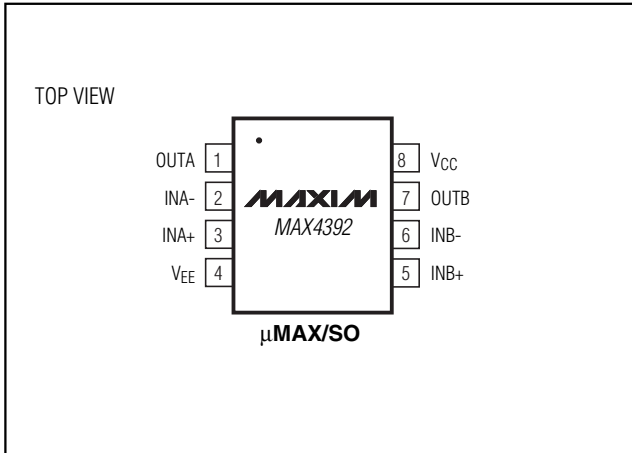 TOP VIEW
OUTA 1
INA- 2
INA+ 3
VEE 4
MAXIM
MAX4392
8 VCC
7 OUTB
6 INB-
5 INB+
μMAX/SO